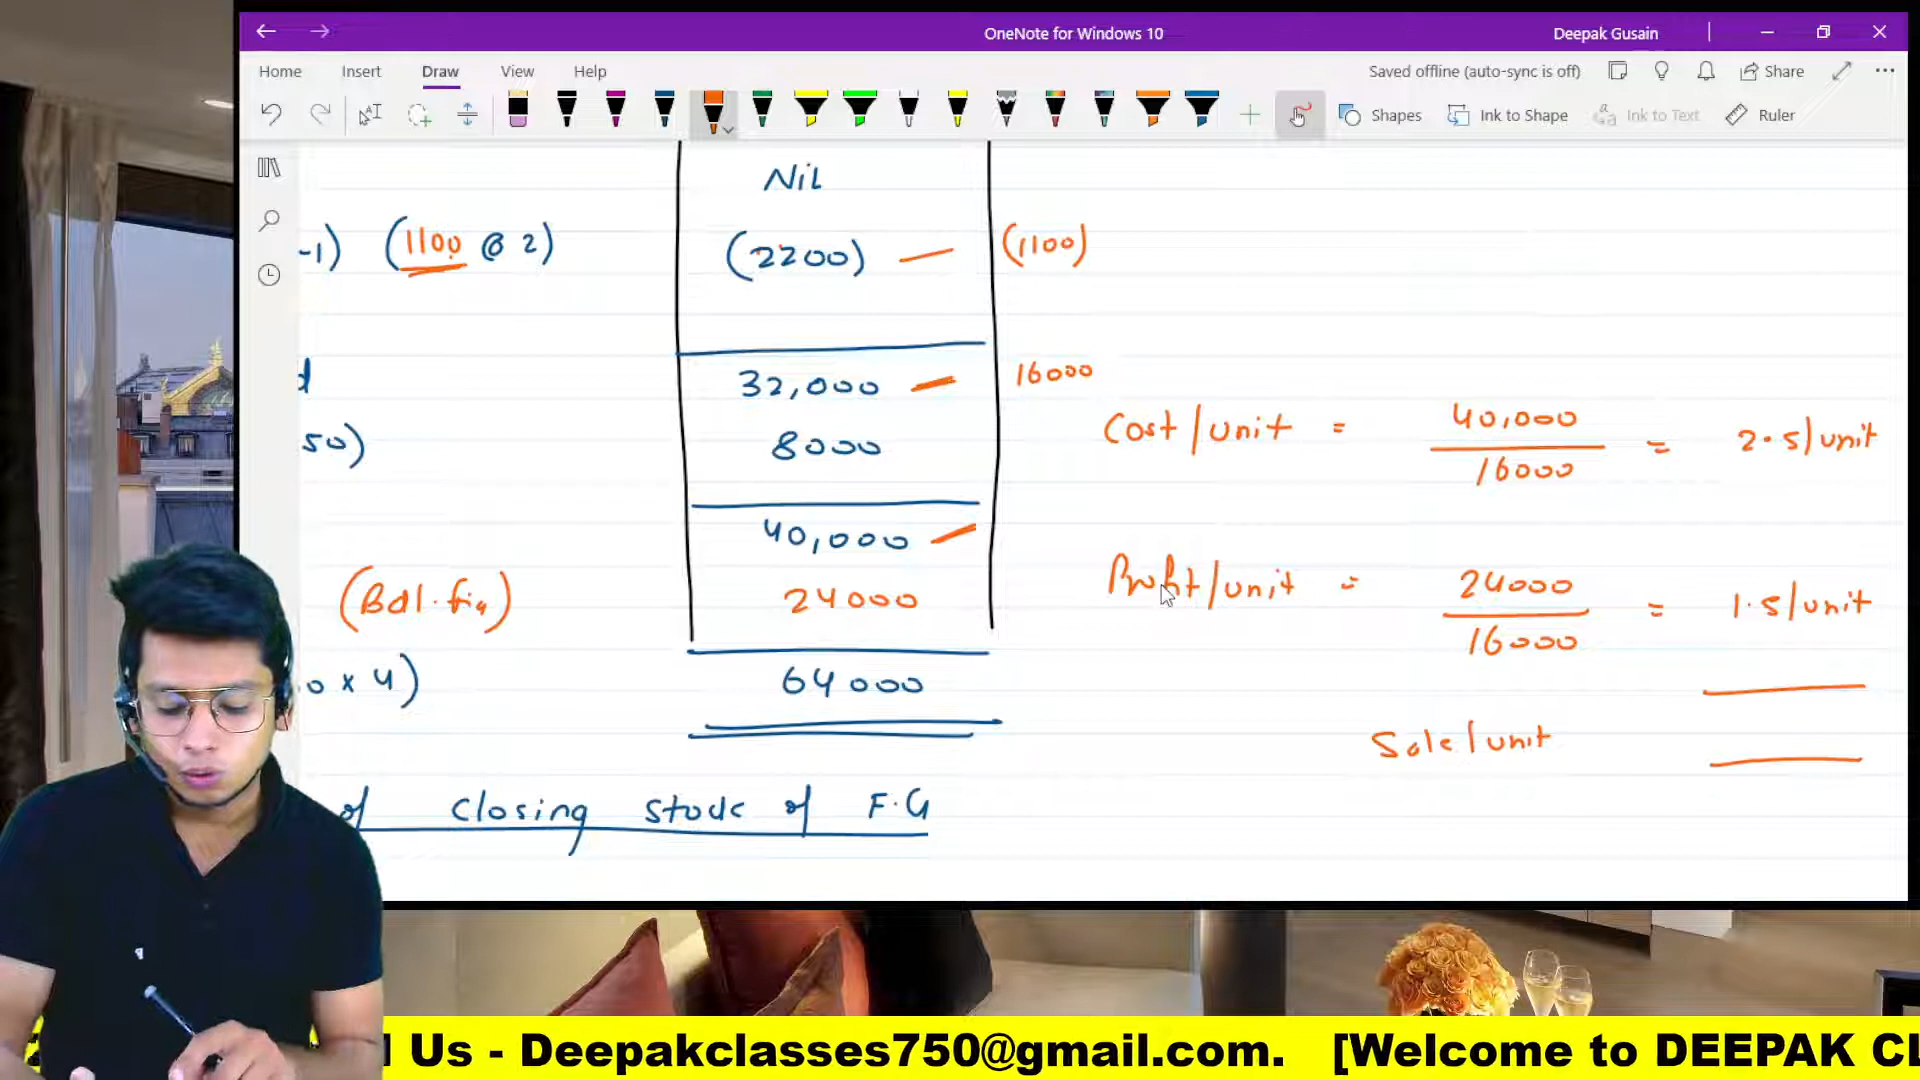 OneNote for Windows 10
Deepak Gusain
Home Insert Draw View Help
Saved offline (auto-sync is off)
Share
Shapes Ink to Shape Ink to Text Ruler
Nil
-1) (1100 @ 2) (2200) (1100)
d 32,000 16000
50) 8000
Cost/unit = 40,000
16000
= 2.5/unit
40,000
(Bal. fig) 24000
Profit/unit = 24000
16000
= 1.5/unit
0 x 4) 64000
Sale/unit
of Closing stock of F.G
Us - Deepakclasses750@gmail.com. [Welcome to DEEPAK CL